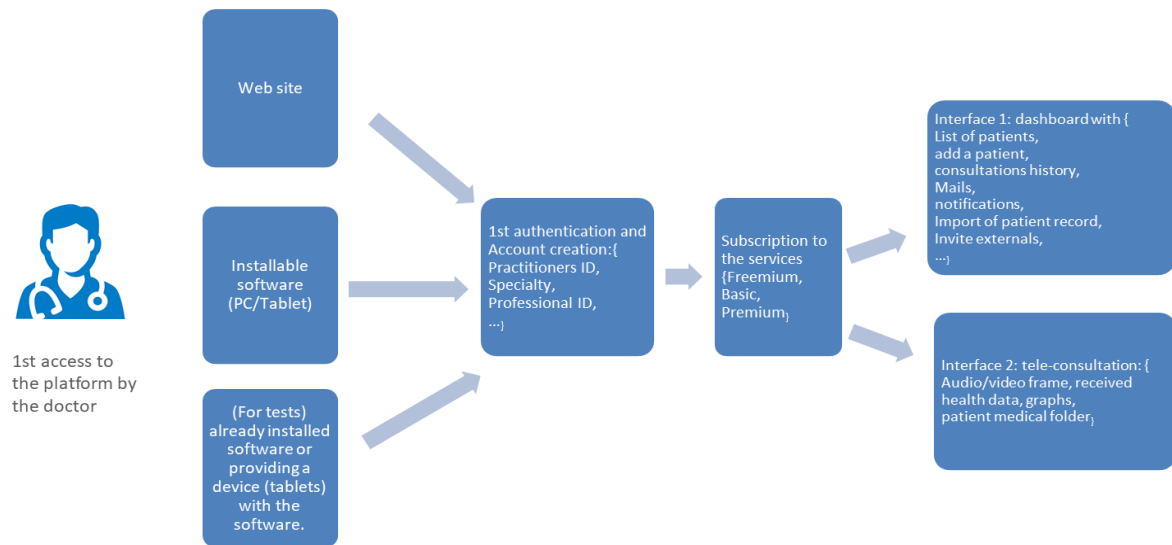 1st access to
the platform by
the doctor
Web site
Installable
software
(PC/Tablet)
(For tests)
already installed
software or
providing a
device (tablets)
with the
software.
1st authentication and
Account creation:{
Practitioners ID,
Specialty,
Professional ID,
...}
Subscription to
the services
{Freemium,
Basic,
Premium}
Interface 1: dashboard with {
List of patients,
add a patient,
consultations history,
Mails,
notifications,
Import of patient record,
Invite externals,
...}
Interface 2: tele-consultation: {
Audio/video frame, received
health data, graphs,
patient medical folder}